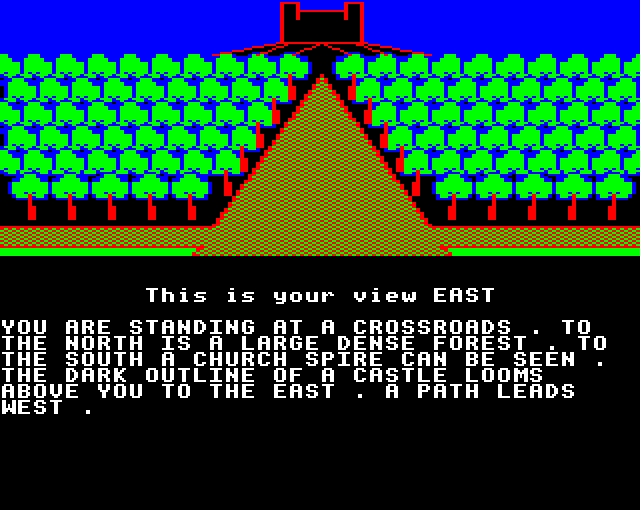 This is your view EAST
YOU ARE STANDING AT A CROSSROADS . TO
THE NORTH IS A LARGE DENSE FOREST . TO
THE SOUTH A CHURCH SPIRE CAN BE SEEN .
THE DARK OUTLINE OF A CASTLE LOOMS
ABOVE YOU TO THE EAST . A PATH LEADS
WEST .